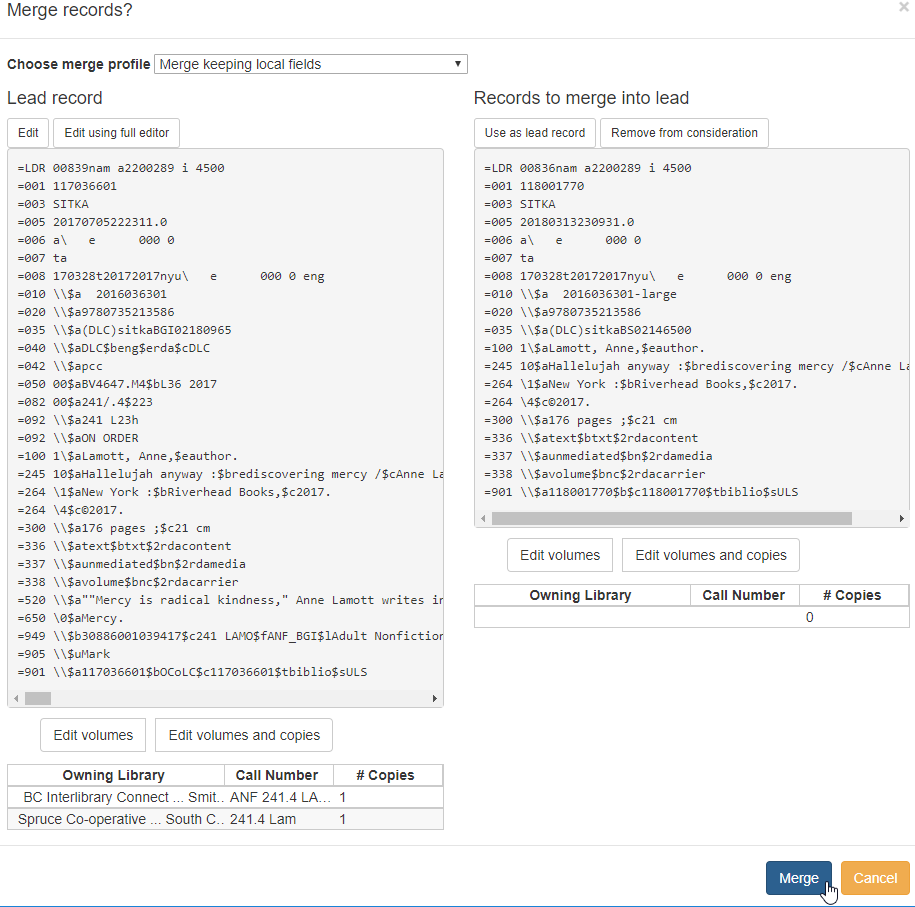 Merge records?
×
Choose merge profile Merge keeping local fields
Lead record
Edit Edit using full editor
=LDR 00839nam a2200289 i 4500
=001 117036601
=003 SITKA
=005 20170705222311.0
=006 a\   e      000 0
=007 ta
=008 170328t20172017nyu\   e      000 0 eng
=010 \\$a  2016036301
=020 \\$a9780735213586
=035 \\$a(DLC)sitkaBGI02180965
=040 \\$aDLC$beng$erda$cDLC
=042 \\$apcc
=050 00$aBV4647.M4$bL36 2017
=082 00$a241/.4$223
=092 \\$a241 L23h
=092 \\$aON ORDER
=100 1\$aLamott, Anne,$eauthor.
=245 10$aHallelujah anyway :$brediscovering mercy /$cAnne La
=264 \1$aNew York :$bRiverhead Books,$c2017.
=264 \4$c©2017.
=300 \\$a176 pages ;$c21 cm
=336 \\$atext$btxt$2rdacontent
=337 \\$aunmediated$bn$2rdamedia
=338 \\$avolume$bnc$2rdacarrier
=520 \\$a""Mercy is radical kindness," Anne Lamott writes in
=650 \0$aMercy.
=949 \\$b30886001039417$c241 LAMO$fANF_BGI$lAdult Nonfiction
=905 \\$uMark
=901 \\$a117036601$bOCoLC$c117036601$tbiblio$sULS
Edit volumes Edit volumes and copies
Owning Library Call Number # Copies
BC Interlibrary Connect ... Smit.. ANF 241.4 LA... 1
Spruce Co-operative ... South C.. 241.4 Lam 1
Records to merge into lead
Use as lead record Remove from consideration
=LDR 00836nam a2200289 i 4500
=001 118001770
=003 SITKA
=005 20180313230931.0
=006 a\   e      000 0
=007 ta
=008 170328t20172017nyu\   e      000 0 eng
=010 \\$a  2016036301-large
=020 \\$a9780735213586
=035 \\$a(DLC)sitkaBS02146500
=100 1\$aLamott, Anne,$eauthor.
=245 10$aHallelujah anyway :$brediscovering mercy /$cAnne La
=264 \1$aNew York :$bRiverhead Books,$c2017.
=264 \4$c©2017.
=300 \\$a176 pages ;$c21 cm
=336 \\$atext$btxt$2rdacontent
=337 \\$aunmediated$bn$2rdamedia
=338 \\$avolume$bnc$2rdacarrier
=901 \\$a118001770$b$c118001770$tbiblio$sULS
Edit volumes Edit volumes and copies
Owning Library Call Number # Copies
0
Merge Cancel